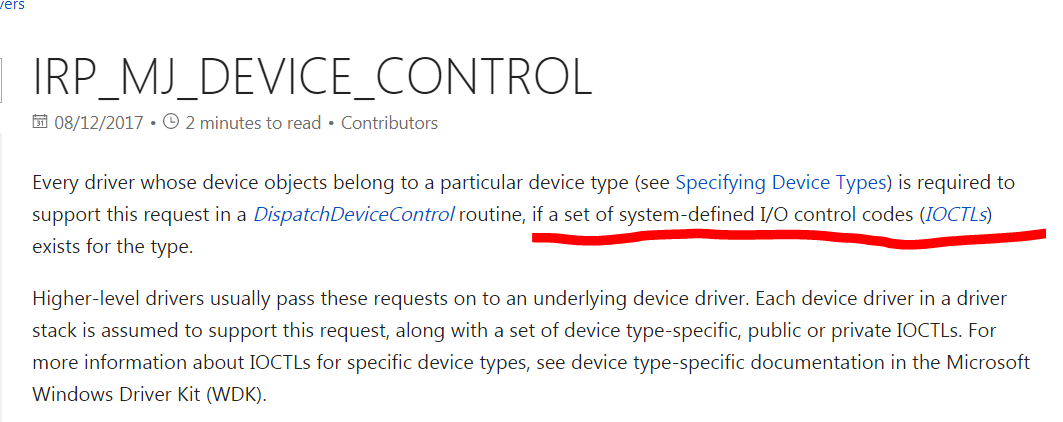 vers
IRP_MJ_DEVICE_CONTROL
31 08/12/2017 • 2 minutes to read • Contributors
Every driver whose device objects belong to a particular device type (see Specifying Device Types) is required to
support this request in a DispatchDeviceControl routine, if a set of system-defined I/O control codes (IOCTLs)
exists for the type.
Higher-level drivers usually pass these requests on to an underlying device driver. Each device driver in a driver
stack is assumed to support this request, along with a set of device type-specific, public or private IOCTLs. For
more information about IOCTLs for specific device types, see device type-specific documentation in the Microsoft
Windows Driver Kit (WDK).